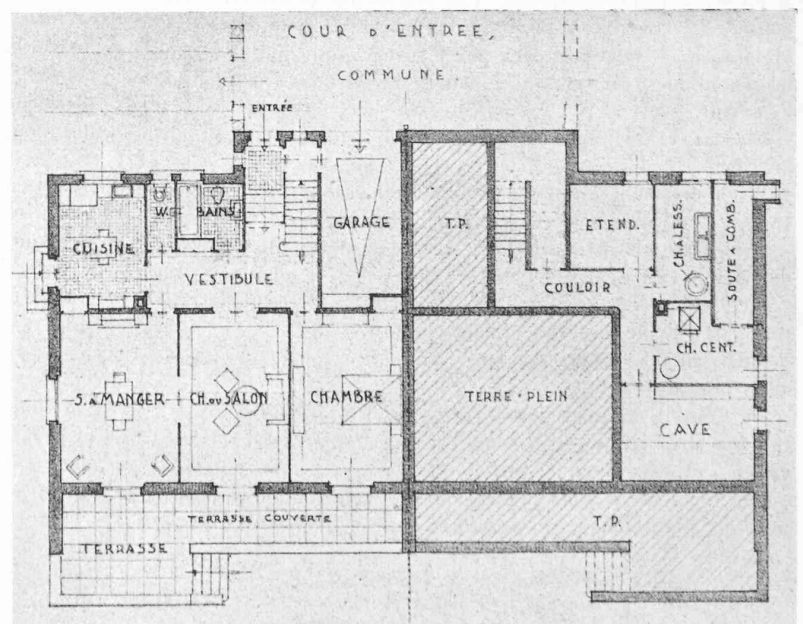 COUR D'ENTREE,
COMMUNE.
ENTRÉE
W.
BAINS
CUISINE
VESTIBULE
GARAGE
S. À MANGER
CH. OU SALON
CHAMBRE
TERRASSE COUVERTE
TERRASSE
T.P.
ETEND.
CH. À LESS.
SOUTE À COMB.
COULOIR
CH. CENT.
TERRE-PLEIN
CAVE
T.P.